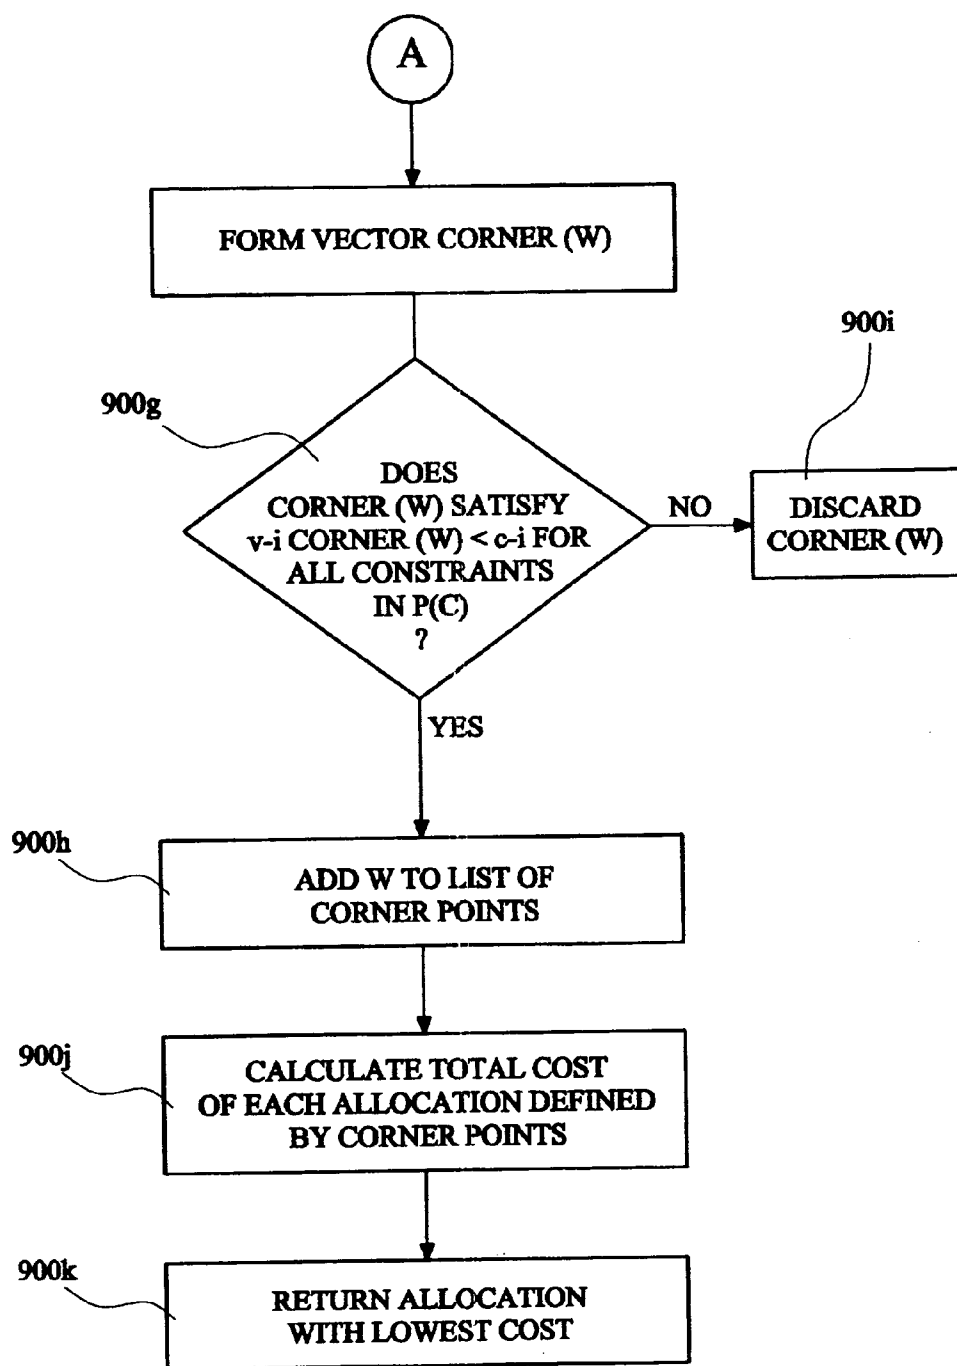 A
FORM VECTOR CORNER (W)
900i
900g
DOES
CORNER (W) SATISFY
v-i CORNER (W) < c-i FOR
ALL CONSTRAINTS
IN P(C)
?
NO
DISCARD
CORNER (W)
YES
900h
ADD W TO LIST OF
CORNER POINTS
900j
CALCULATE TOTAL COST
OF EACH ALLOCATION DEFINED
BY CORNER POINTS
900k
RETURN ALLOCATION
WITH LOWEST COST